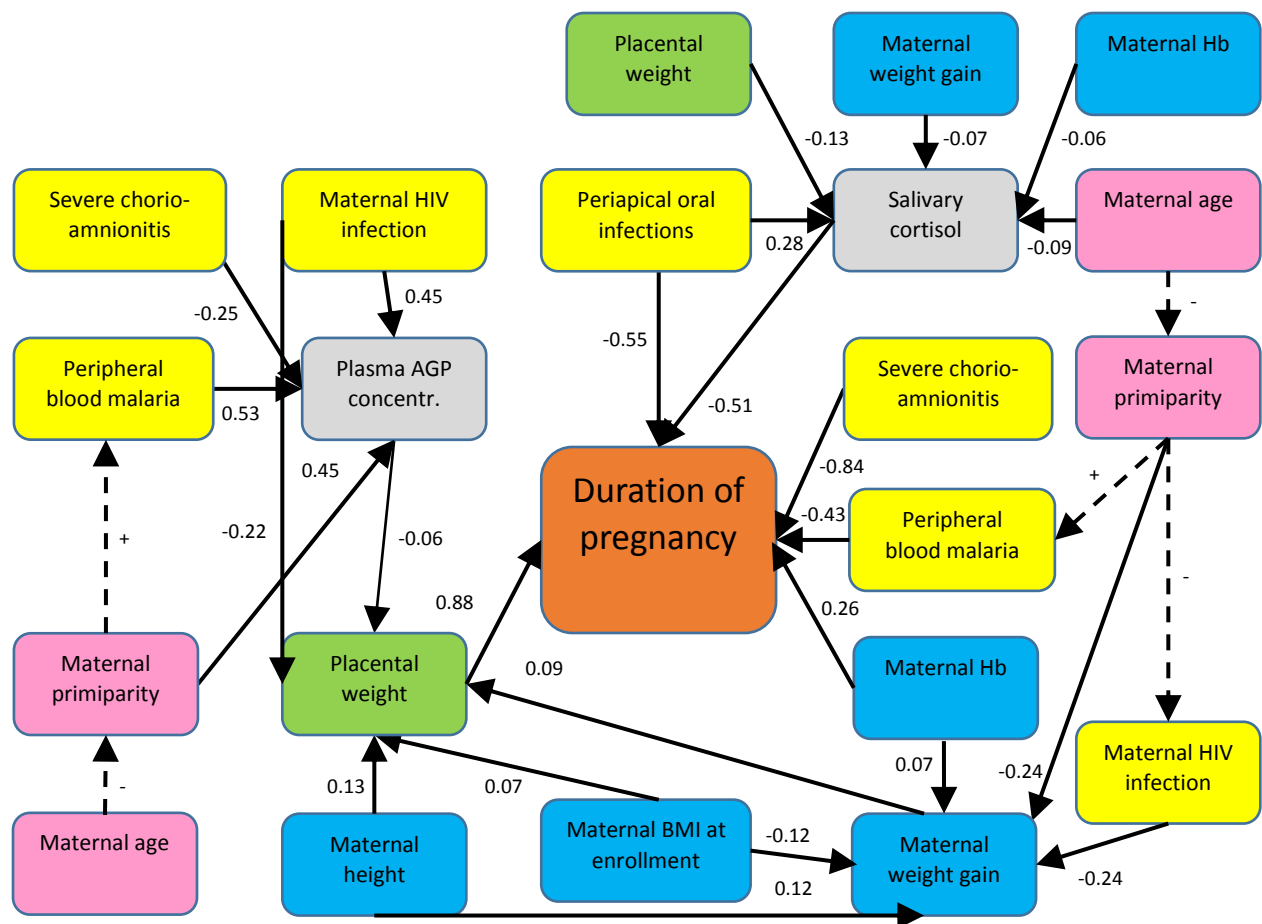 Placental
weight
Maternal
weight gain
Maternal Hb
-0.13
-0.07
-0.06
Severe chorio-
amnionitis
Maternal HIV
infection
Periapical oral
infections
Salivary
cortisol
Maternal age
0.28
-0.09
0.45
-0.25
-
-0.55
Peripheral
blood malaria
Plasma AGP
concentr.
Severe chorio-
amnionitis
Maternal
primiparity
0.53
-0.51
0.45
-0.84
+
Duration of
pregnancy
-0.43
Peripheral
blood malaria
+
-0.22
-0.06
-
0.88
0.26
Maternal
primiparity
Placental
weight
0.09
Maternal Hb
Maternal HIV
infection
0.07
-0.24
-
0.13
0.07
Maternal age
Maternal
height
Maternal BMI at
enrollment
-0.12
Maternal
weight gain
-0.24
0.12